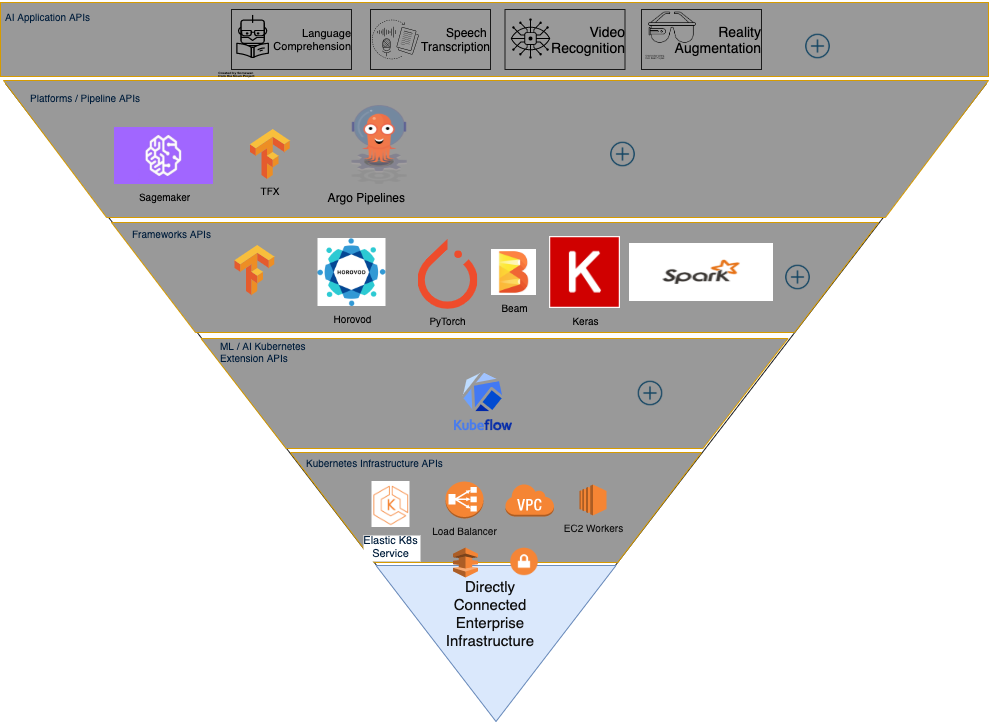 AI Application APIs
Language
Comprehension
Speech
Transcription
Video
Recognition
Reality
Augmentation
Platforms / Pipeline APIs
Sagemaker
TFX
Argo Pipelines
Frameworks APIs
HOROVOD
Horovod
PyTorch
Beam
K
Keras
Spark
ML / AI Kubernetes
Extension APIs
Kubeflow
Kubernetes Infrastructure APIs
K
VPC
Elastic K8s
Service
Load Balancer
EC2 Workers
Directly
Connected
Enterprise
Infrastructure